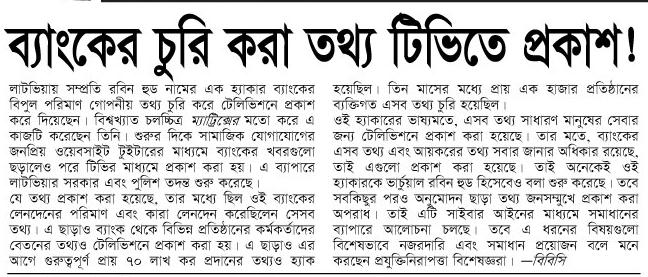 ব্যাংকের চুরি করা তথ্য টিভিতে প্রকাশ!
লাটভিয়ায় সম্প্রতি রবিন হুড নামের এক হ্যাকার ব্যাংকের
বিপুল পরিমাণ গোপনীয় তথ্য চুরি করে টেলিভিশনে প্রকাশ
করে দিয়েছেন। বিশ্বখ্যাত চলচ্চিত্র ম্যাট্রিক্সের মতো করে এ
কাজটি করেছেন তিনি। শুরুর দিকে সামাজিক যোগাযোগের
জনপ্রিয় ওয়েবসাইট টুইটারের মাধ্যমে ব্যাংকের খবরগুলো
ছড়ালেও পরে টিভির মাধ্যমে প্রকাশ করা হয়। এ ব্যাপারে
লাটভিয়ার সরকার এবং পুলিশ তদন্ত শুরু করেছে।
যে তথ্য প্রকাশ করা হয়েছে, তার মধ্যে ছিল ওই ব্যাংকের
লেনদেনের পরিমাণ এবং কারা লেনদেন করেছিলেন সেসব
তথ্য। এ ছাড়াও ব্যাংক থেকে বিভিন্ন প্রতিষ্ঠানের কর্মকর্তাদের
বেতনের তথ্যও টেলিভিশনে প্রকাশ করা হয়। এ ছাড়াও এর
আগে গুরুত্বপূর্ণ প্রায় ৭০ লাখ কর প্রদানের তথ্যও হ্যাক
হয়েছিল। তিন মাসের মধ্যে প্রায় এক হাজার প্রতিষ্ঠানের
ব্যক্তিগত এসব তথ্য চুরি হয়েছিল।
ওই হ্যাকারের ভাষ্যমতে, এসব তথ্য সাধারণ মানুষের সেবার
জন্য টেলিভিশনে প্রকাশ করা হয়েছে। তার মতে, ব্যাংকের
এসব তথ্য এবং আয়করের তথ্য সবার জানার অধিকার রয়েছে,
তাই এগুলো প্রকাশ করা হয়েছে। তাই অনেকেই ওই
হ্যাকারকে ভার্চুয়াল রবিন হুড হিসেবেও বলা শুরু করেছে। তবে
সবকিছুর পরও অনুমোদন ছাড়া তথ্য জনসম্মুখে প্রকাশ করা
অপরাধ। তাই এটি সাইবার আইনের মাধ্যমে সমাধানের
ব্যাপারে আলোচনা চলছে। তবে এ ধরনের বিষয়গুলো
বিশেষভাবে নজরদারি এবং সমাধান প্রয়োজন বলে মনে
করছেন প্রযুক্তিনিরাপত্তা বিশেষজ্ঞরা। —বিবিসি